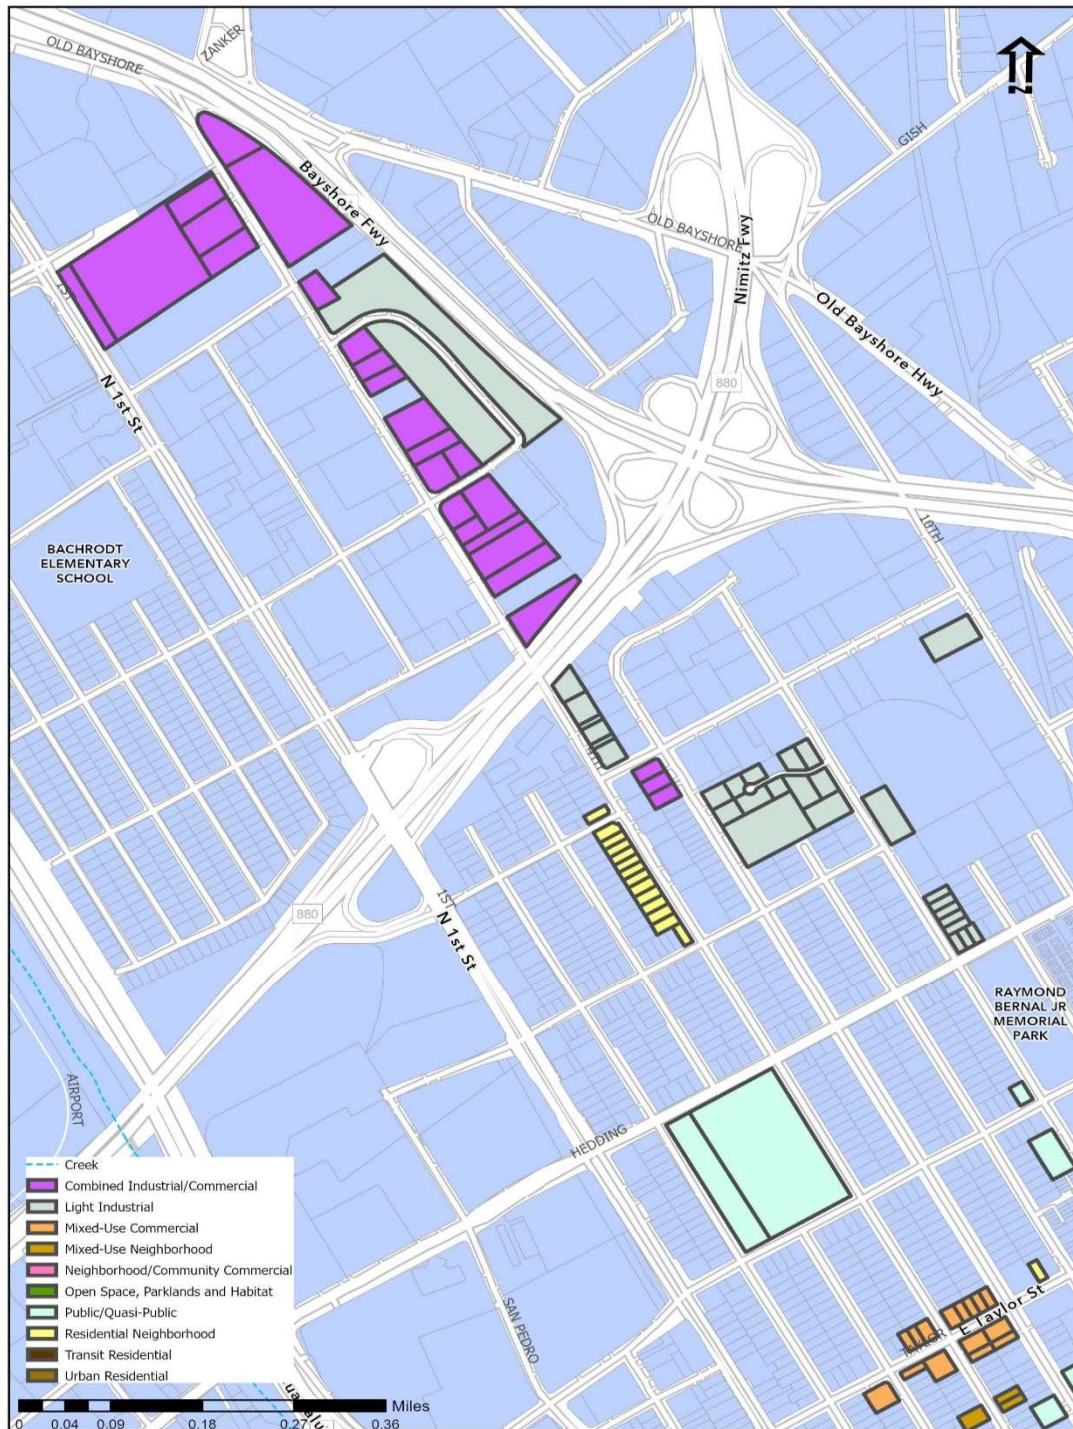 ZANKER
OLD BAYSHORE
N
GISH
Bayshore Fwy
OLD BAYSHORE
Nimitz Fwy
1ST
Old Bayshore Hwy
880
N 1st St
10TH
BACHRODT
ELEMENTARY
SCHOOL
4TH
1ST
880
N 1st St
RAYMOND
BERNAL JR
MEMORIAL
PARK
AIRPORT
HEDDING
SAN PEDRO
E Taylor St
TAYLOR
Creek
Combined Industrial/Commercial
Light Industrial
Mixed-Use Commercial
Mixed-Use Neighborhood
Neighborhood/Community Commercial
Open Space, Parklands and Habitat
Public/Quasi-Public
Residential Neighborhood
Transit Residential
Urban Residential
Miles
0 0.04 0.09 0.18 0.27 0.36